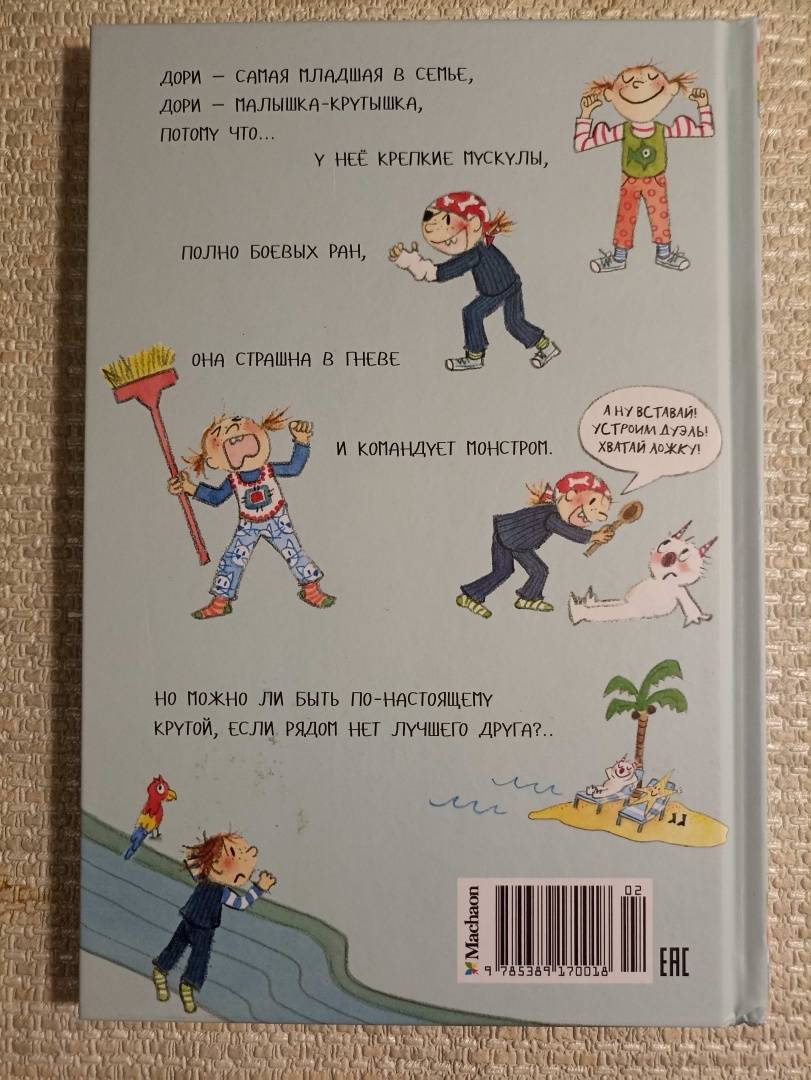 ДОРИ – САМАЯ МЛАДШАЯ В СЕМЬЕ,
ДОРИ – МАЛЫШКА-КРУТЫШКА,
ПОТОМУ ЧТО...
У НЕЁ КРЕПКИЕ МУСКУЛЫ,
ПОЛНО БОЕВЫХ РАН,
ОНА СТРАШНА В ГНЕВЕ
И КОМАНДУЕТ МОНСТРОМ.
А НУ ВСТАВАЙ!
УСТРОИМ ДУЭЛЬ!
ХВАТАЙ ЛОЖКУ!
НО МОЖНО ЛИ БЫТЬ ПО-НАСТОЯЩЕМУ
КРУТОЙ, ЕСЛИ РЯДОМ НЕТ ЛУЧШЕГО ДРУГА?..
Machaon
02
9 785389 170018
EAC